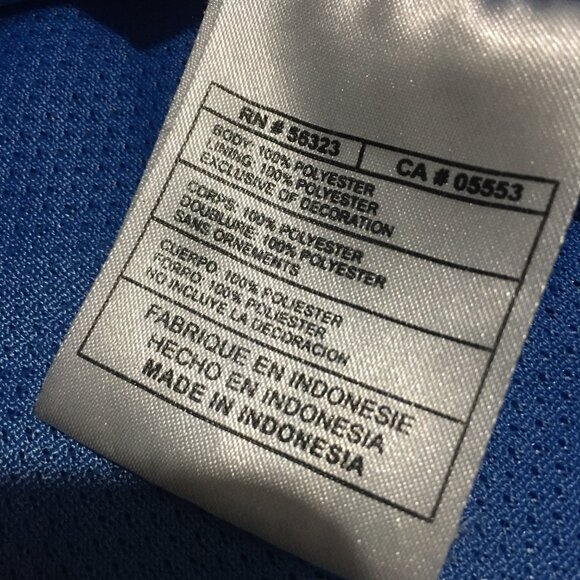 RN # 56323 CA # 05553
BODY: 100% POLYESTER
LINING: 100% POLYESTER
EXCLUSIVE OF DECORATION
CORPS: 100% POLYESTER
DOUBLURE: 100% POLYESTER
SANS ORNEMENTS
CUERPO: 100% POLIESTER
FORRO: 100% POLIESTER
NO INCLUYE LA DECORACION
FABRIQUE EN INDONESIE
HECHO EN INDONESIA
MADE IN INDONESIA